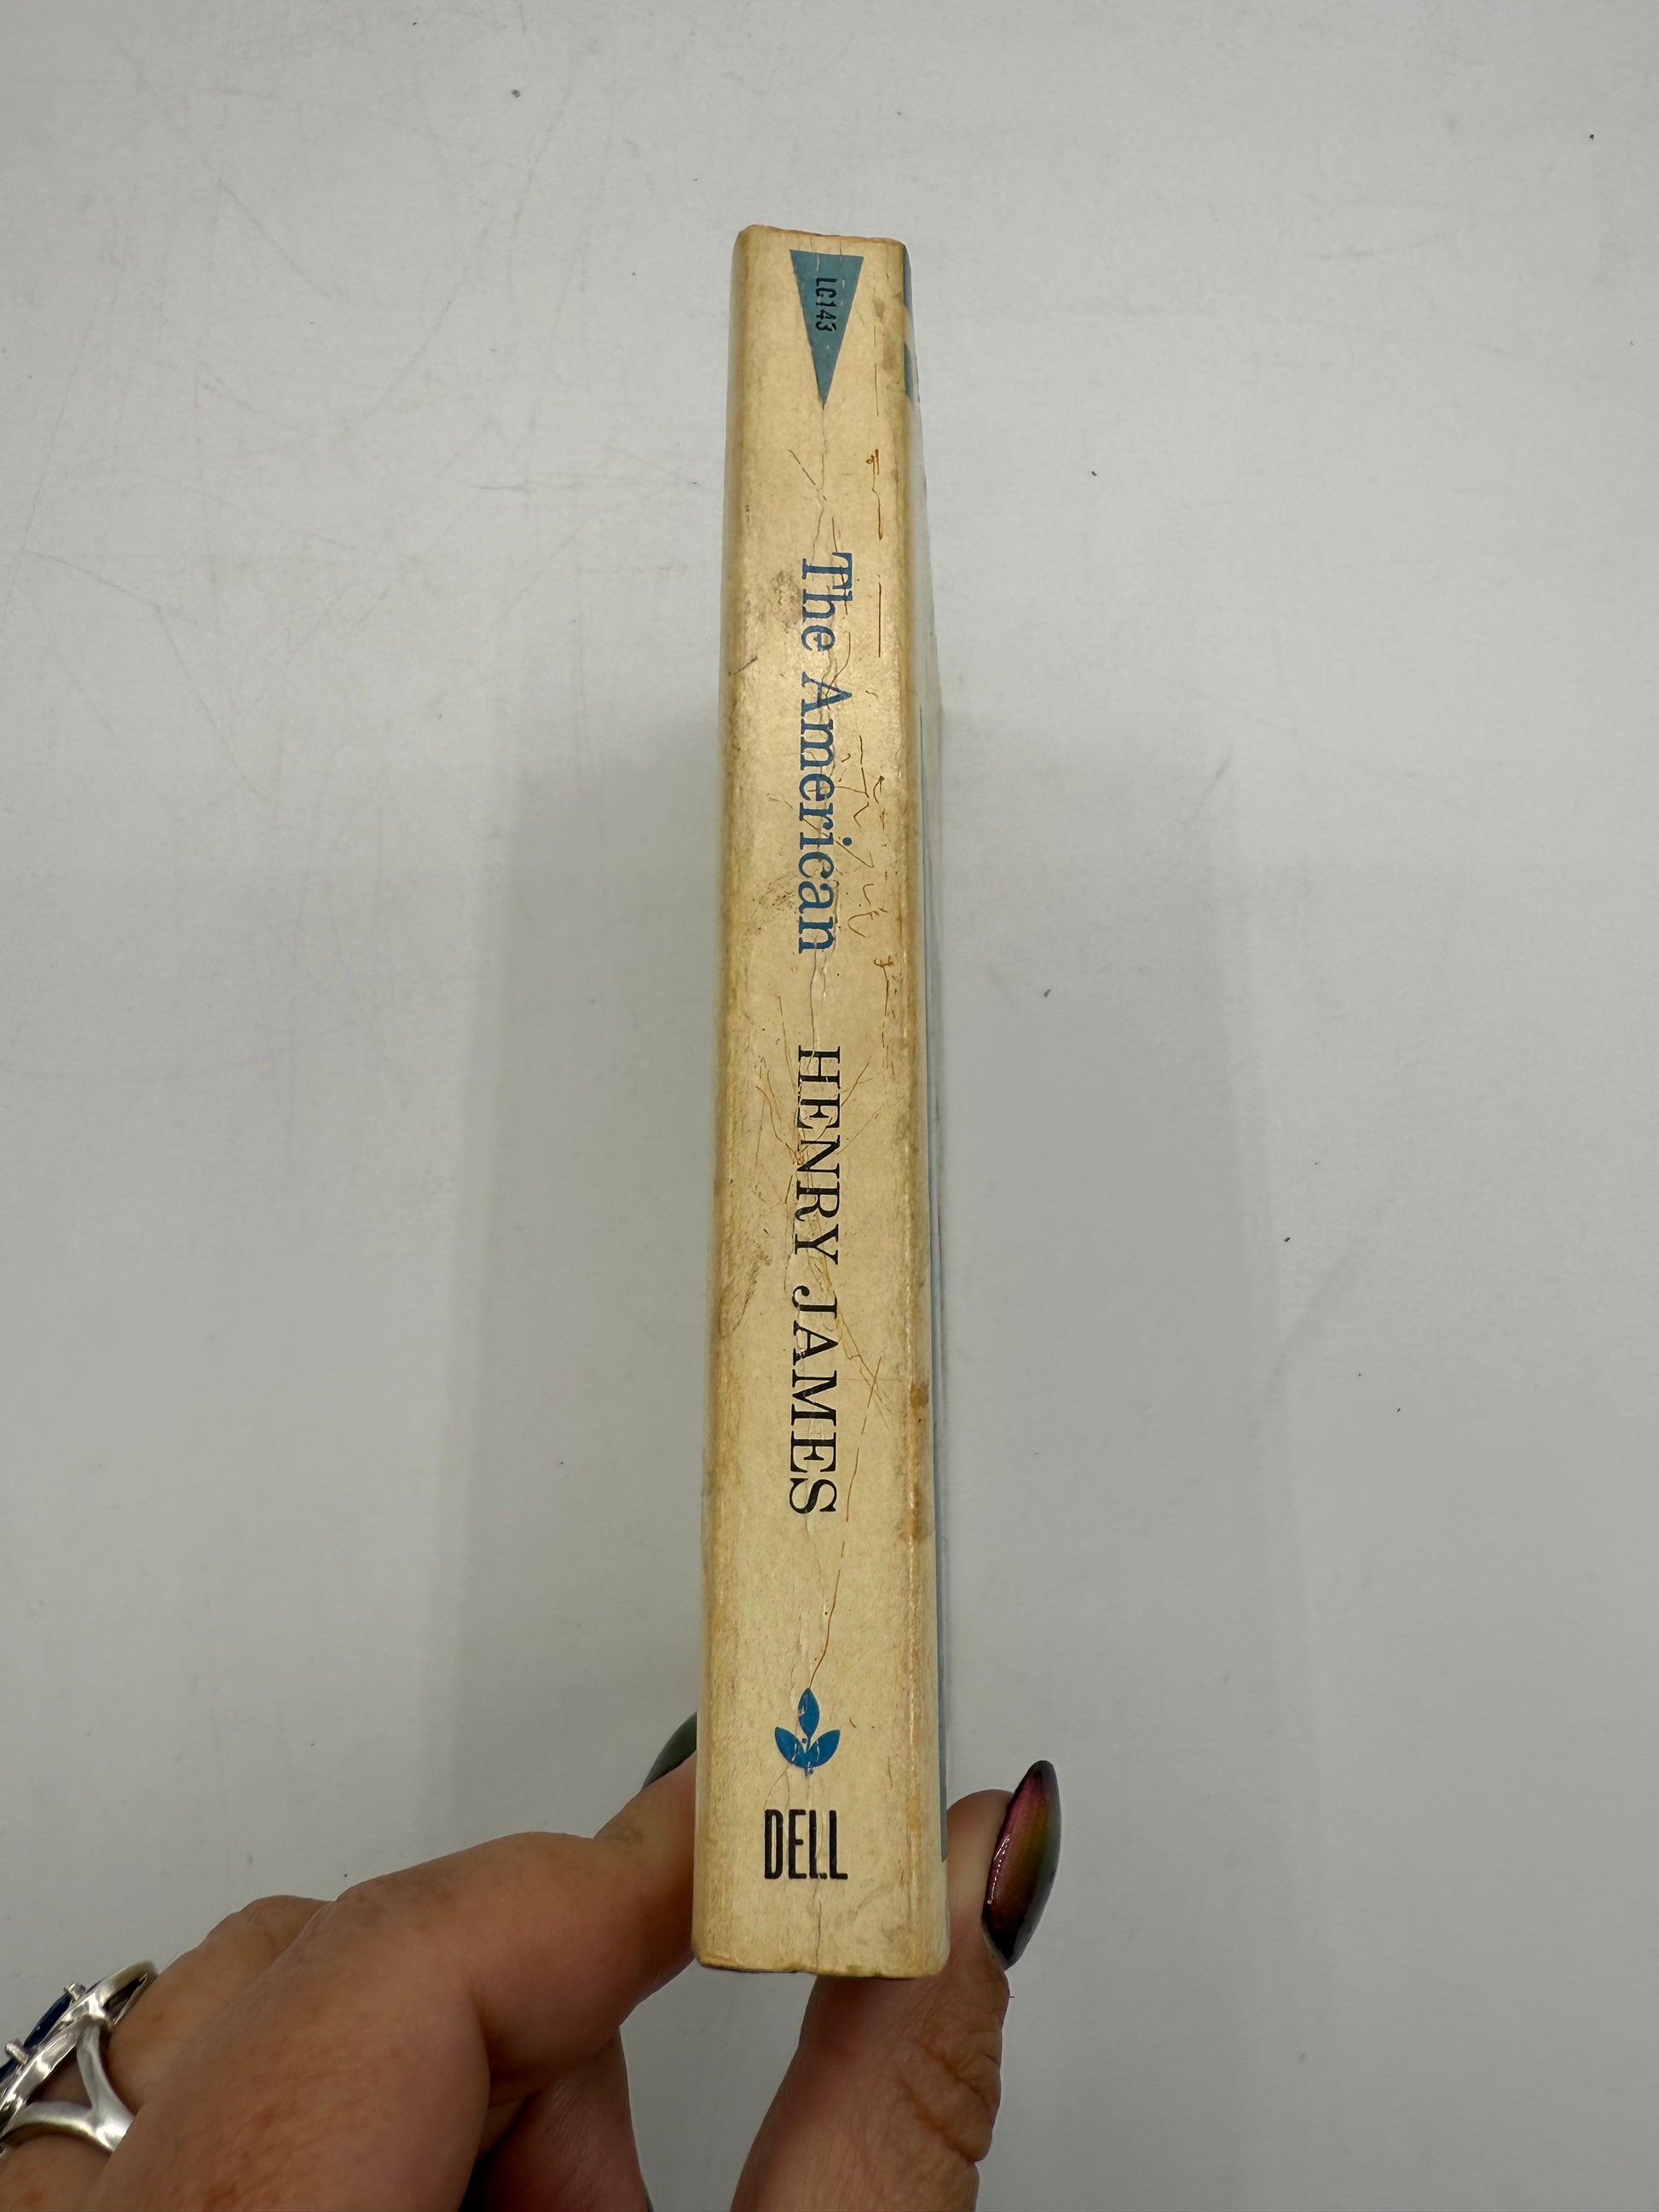 LC143
The American
HENRY JAMES
DELL